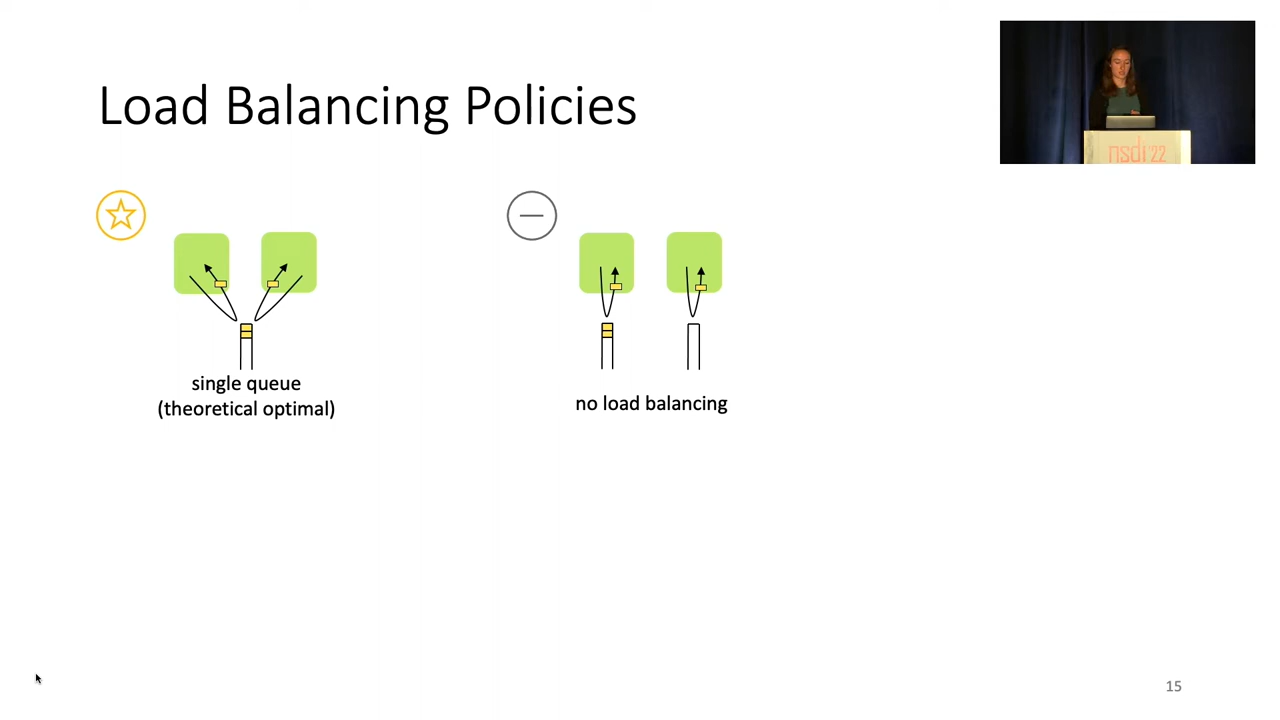 Load Balancing Policies
nsdi'22
single queue
(theoretical optimal)
no load balancing
15